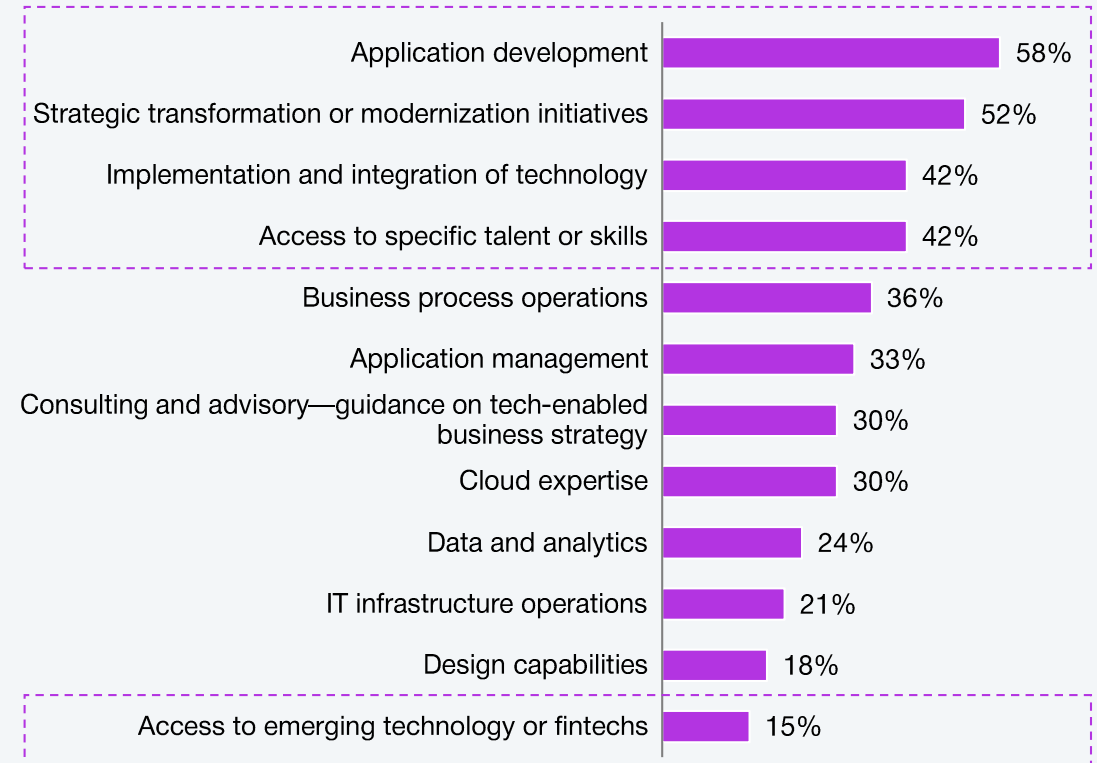 Application development 58%
Strategic transformation or modernization initiatives 52%
Implementation and integration of technology 42%
Access to specific talent or skills 42%
Business process operations 36%
Application management 33%
Consulting and advisory—guidance on tech-enabled
business strategy 30%
Cloud expertise 30%
Data and analytics 24%
IT infrastructure operations 21%
Design capabilities 18%
Access to emerging technology or fintechs 15%